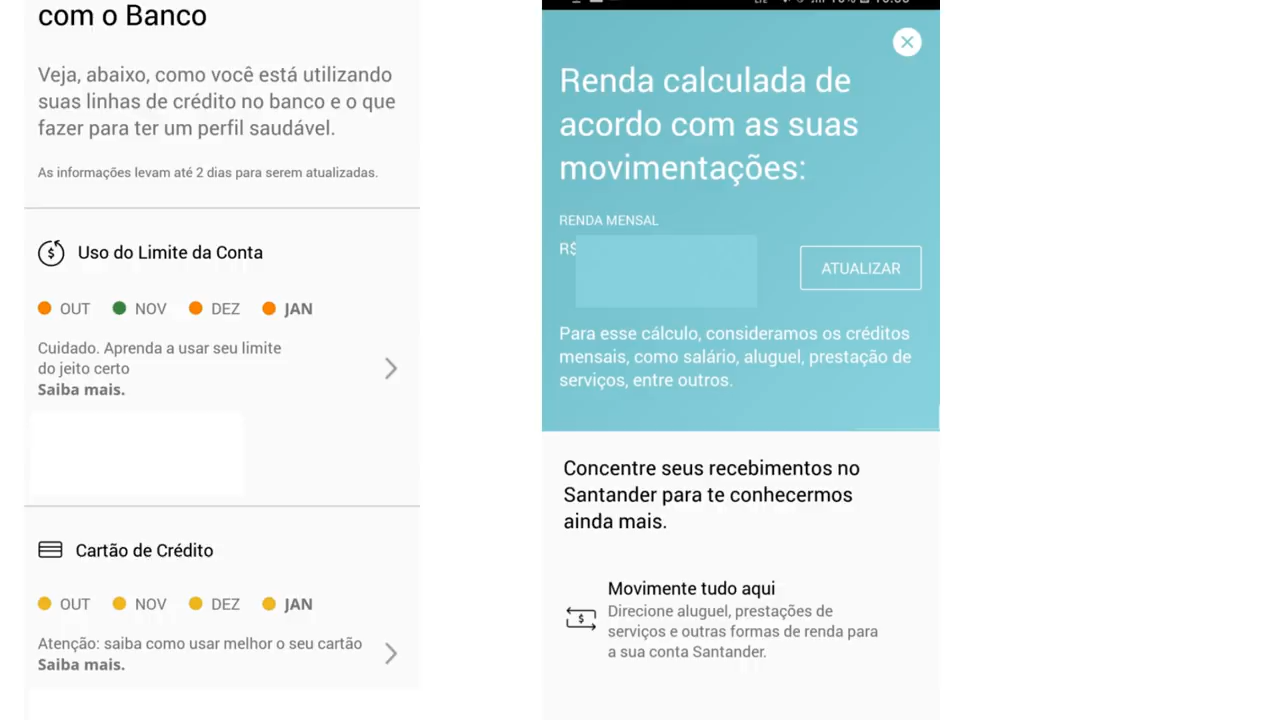 com o Banco
Veja, abaixo, como você está utilizando
suas linhas de crédito no banco e o que
fazer para ter um perfil saudável.
As informações levam até 2 dias para serem atualizadas.
Uso do Limite da Conta
OUT NOV DEZ JAN
Cuidado. Aprenda a usar seu limite
do jeito certo
Saiba mais.
Cartão de Crédito
OUT NOV DEZ JAN
Atenção: saiba como usar melhor o seu cartão
Saiba mais.
Renda calculada de
acordo com as suas
movimentações:
RENDA MENSAL
R$
ATUALIZAR
Para esse cálculo, consideramos os créditos
mensais, como salário, aluguel, prestação de
serviços, entre outros.
Concentre seus recebimentos no
Santander para te conhecermos
ainda mais.
Movimente tudo aqui
Direcione aluguel, prestações de
serviços e outras formas de renda para
a sua conta Santander.